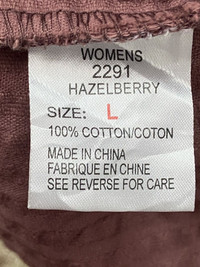 WOMENS
2291
HAZELBERRY
SIZE: L
100% COTTON/COTON
MADE IN CHINA
FABRIQUE EN CHINE
SEE REVERSE FOR CARE